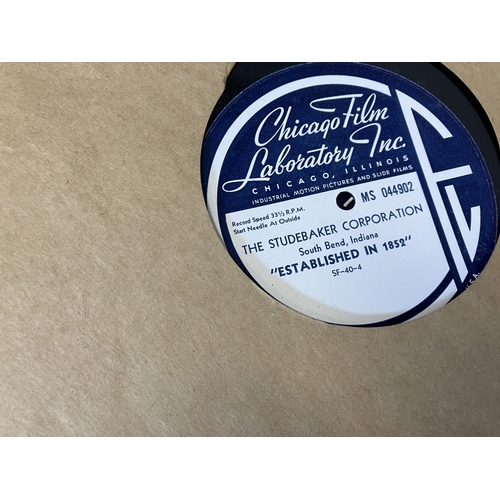 Chicago Film
Laboratory Inc.
CHICAGO, ILLINOIS
INDUSTRIAL MOTION PICTURES AND SLIDE FILMS
Record Speed 33⅓ R.P.M.
Start Needle At Outside
MS 044902
THE STUDEBAKER CORPORATION
South Bend, Indiana
"ESTABLISHED IN 1852"
SF-40-4
U.S.A.